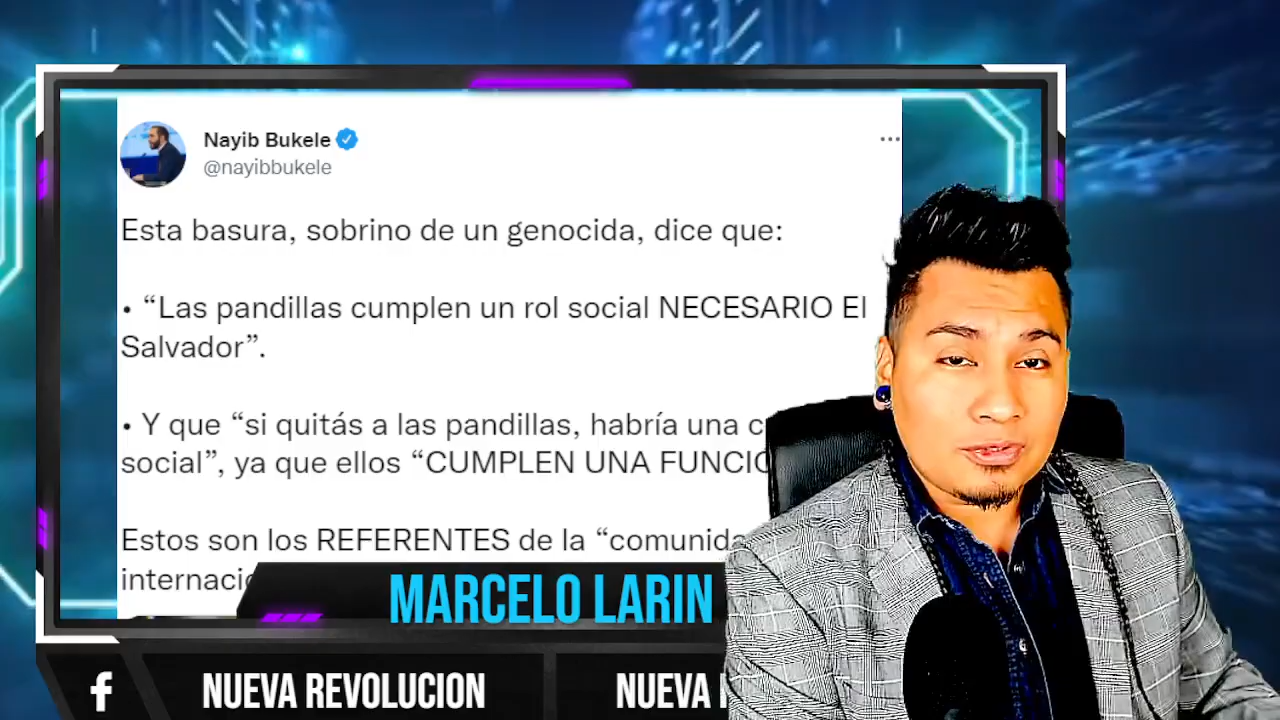 Nayib Bukele
@nayibbukele
Esta basura, sobrino de un genocida, dice que:
• “Las pandillas cumplen un rol social NECESARIO El
Salvador”.
• Y que “si quitás a las pandillas, habría una
social”, ya que ellos “CUMPLEN UNA
Estos son los REFERENTES de la
MARCELO LARIN
f
NUEVA REVOLUCION
NUEVA